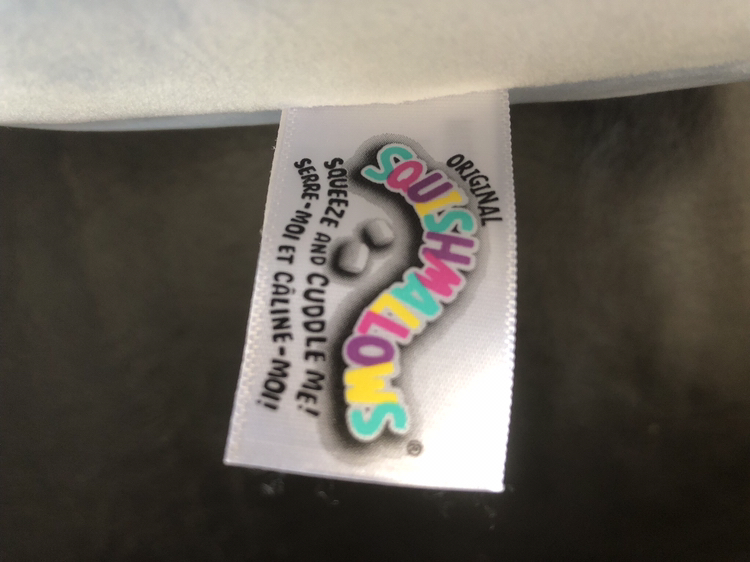 ORIGINAL
SQUISHMALLOWS®
SQUEEZE AND CUDDLE ME!
SERRE-MOI ET CÂLINE-MOI!